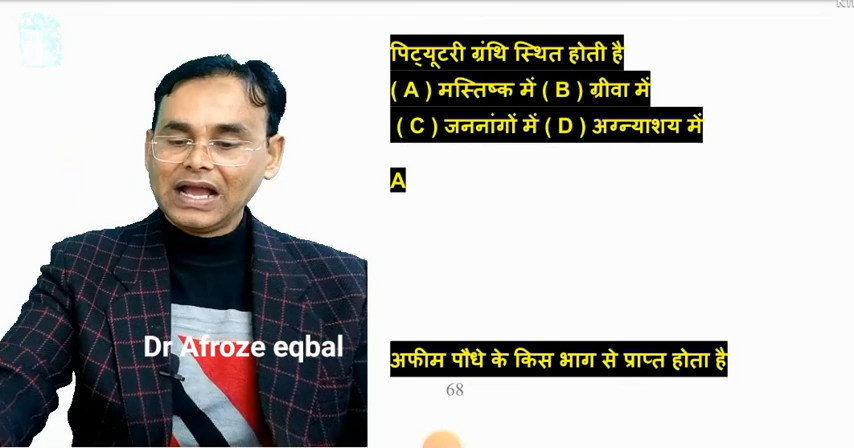 पिट्यूटरी ग्रंथि स्थित होती है
( A ) मस्तिष्क में ( B ) ग्रीवा में
( C ) जननांगों में ( D ) अग्न्याशय में
A
Dr Afroze eqbal
अफीम पौधे के किस भाग से प्राप्त होता है
68